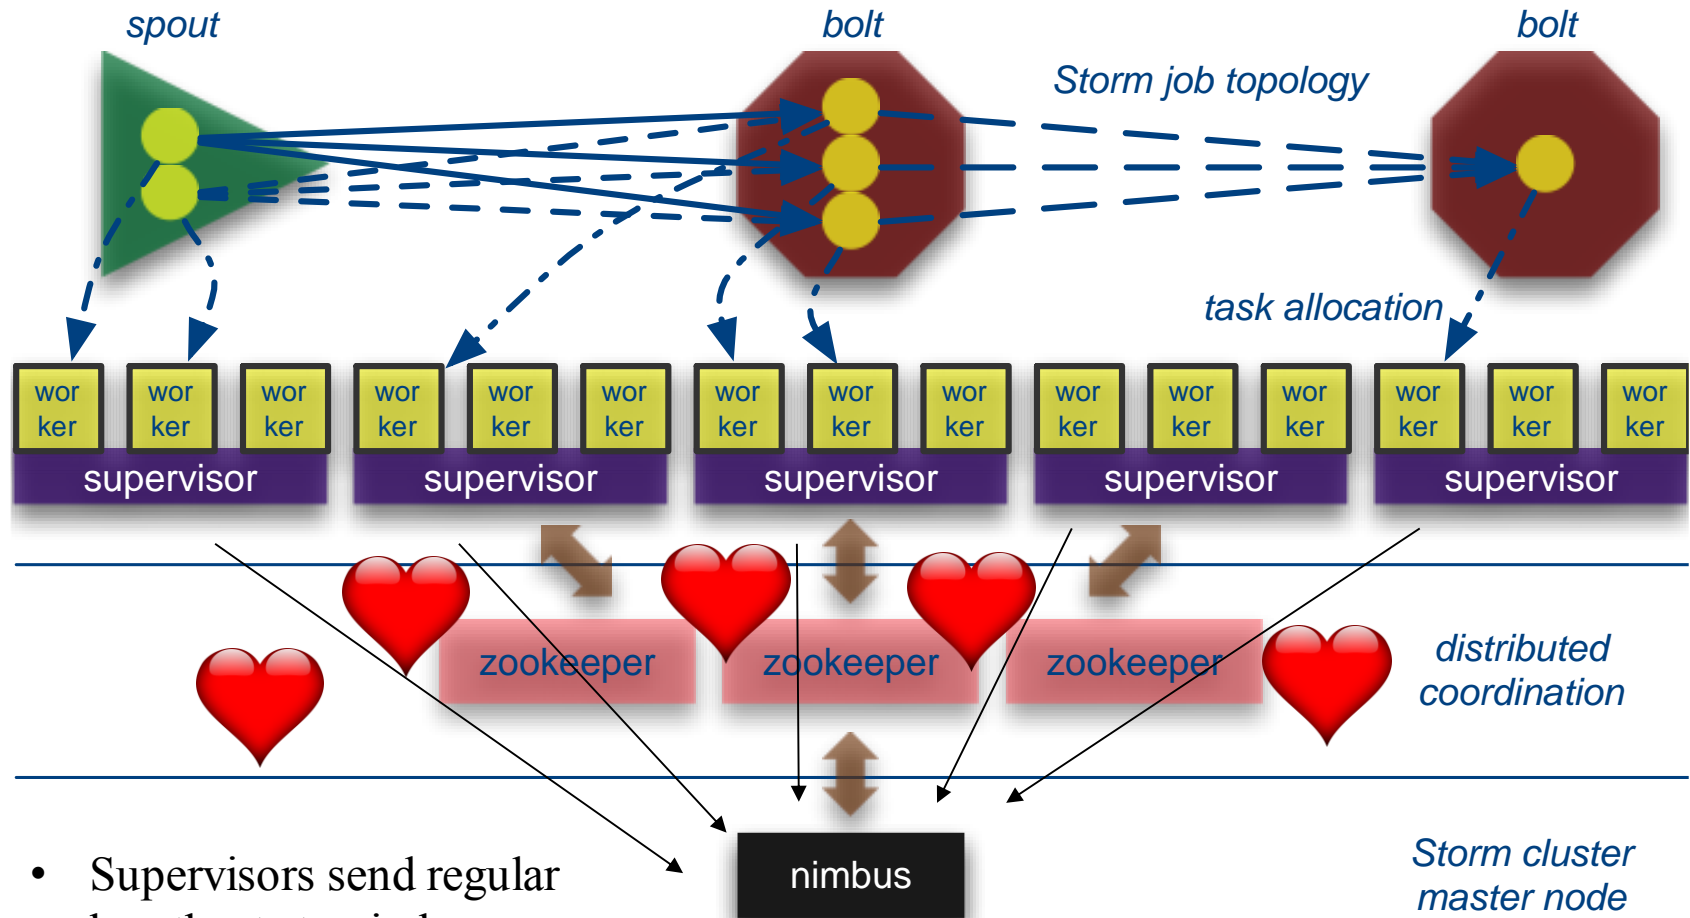 spout
bolt
bolt
Storm job topology
task allocation
wor wor wor wor wor wor wor wor wor wor wor wor wor wor wor
ker ker ker ker ker ker ker ker ker ker ker ker ker ker ker
supervisor supervisor supervisor supervisor supervisor
zookeeper zookeeper zookeeper
distributed
coordination
nimbus
Storm cluster
master node
• Supervisors send regular